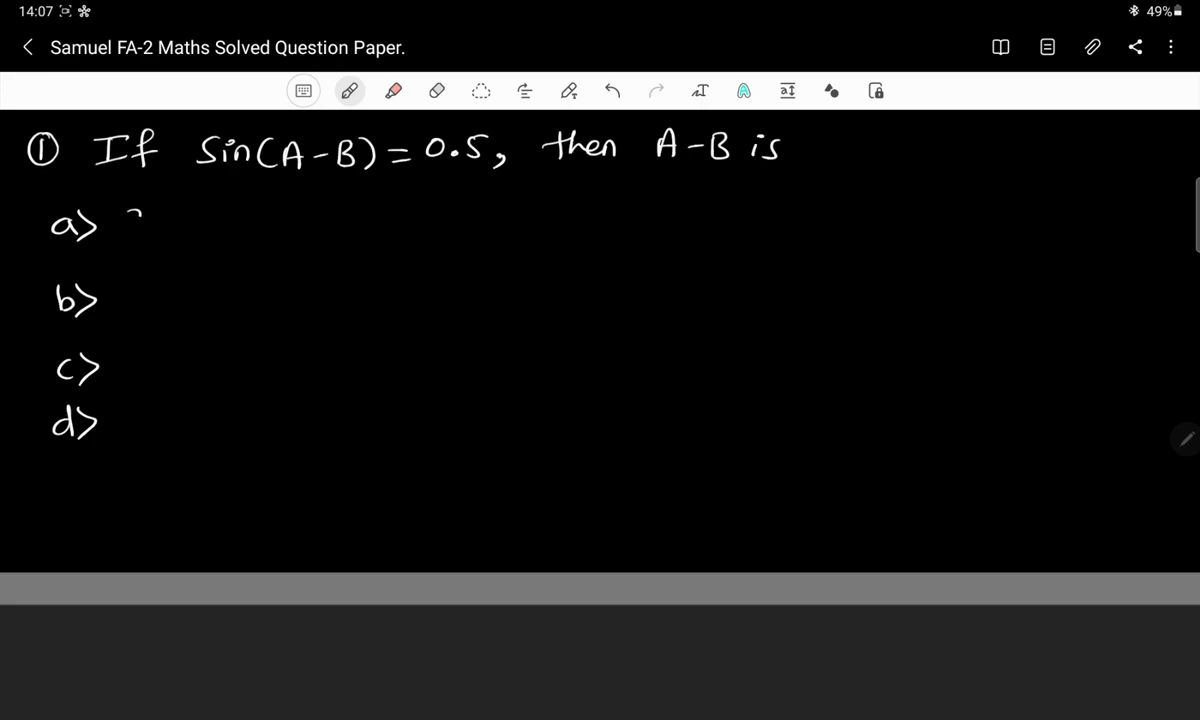 14:07 49%
Samuel FA-2 Maths Solved Question Paper.
① If Sin(A-B)=0.5, then A-B is
a>
b>
c>
d>